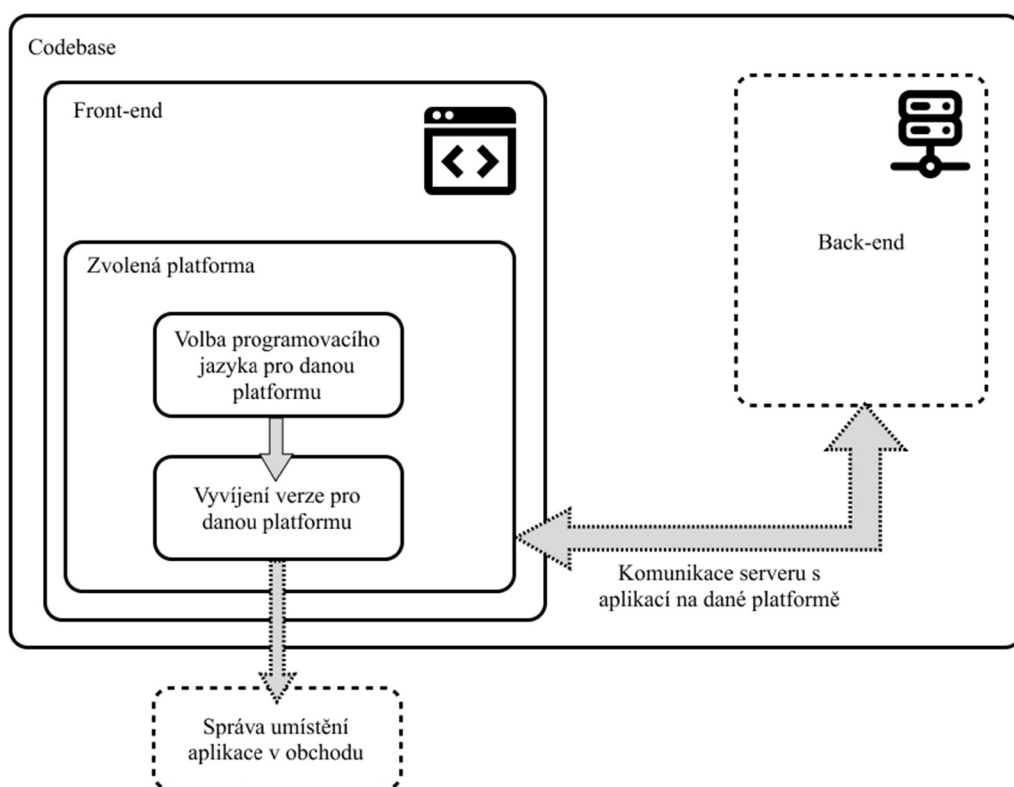 Codebase
Front-end
Zvolená platforma
Volba programovacího
jazyka pro danou
platformu
Vyvíjení verze pro
danou platformu
Back-end
Komunikace serveru s
aplikací na dané platformě
Správa umístění
aplikace v obchodu